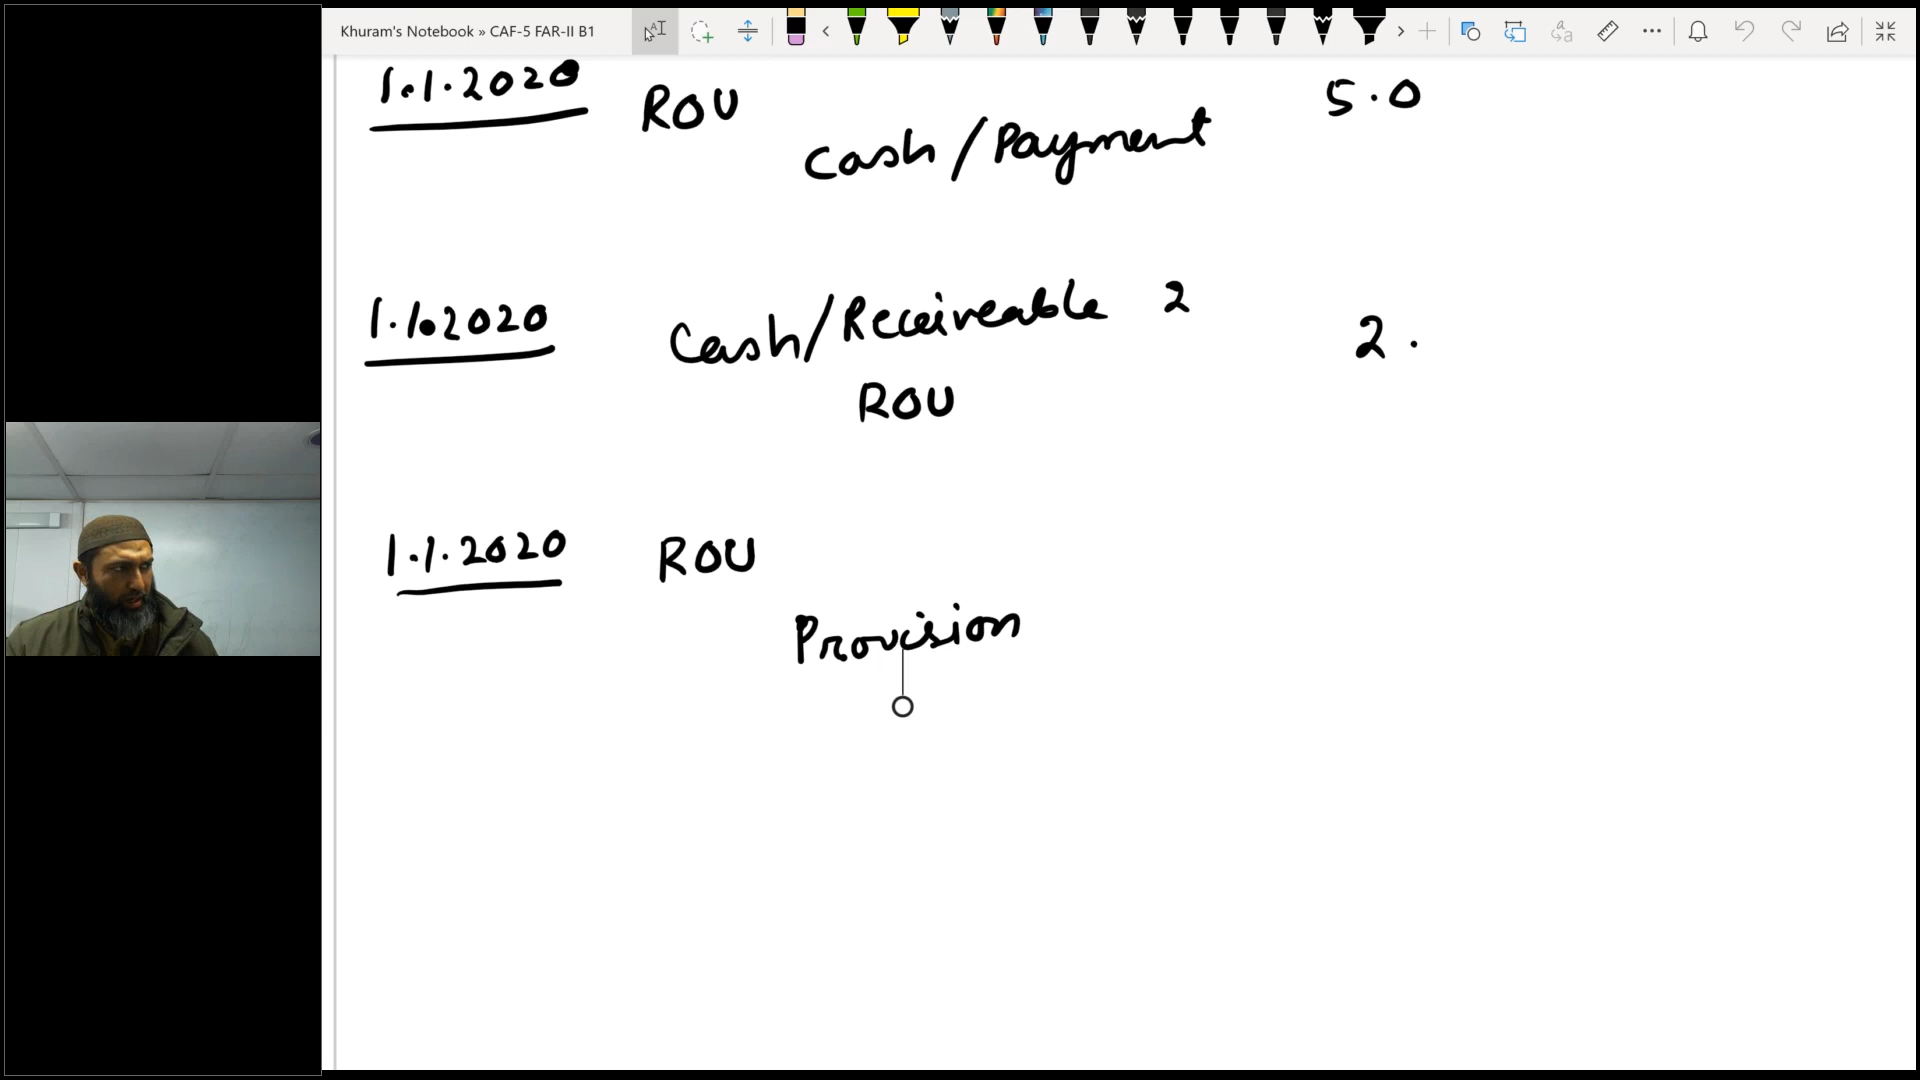 Khuram's Notebook » CAF-5 FAR-II B1
1.1.2020 ROU 5.0
Cash/Payment
1.1.2020 Cash/Receiveable 2 2.
ROU
1.1.2020 ROU
Provision